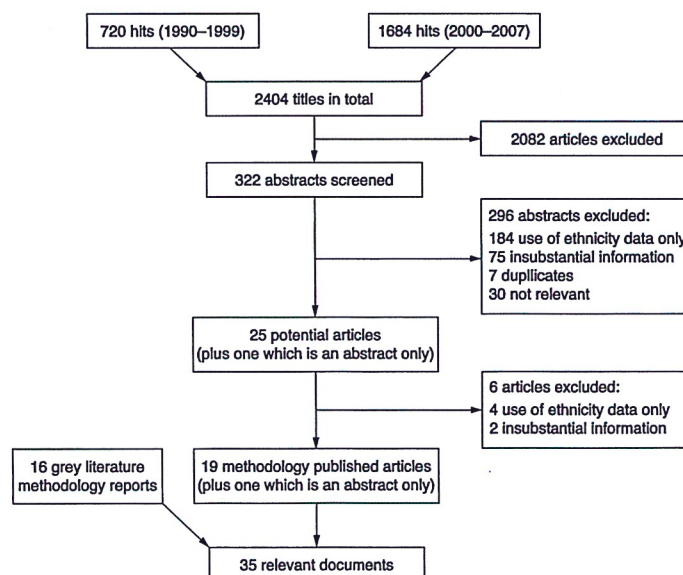 720 hits (1990–1999)
1684 hits (2000–2007)
2404 titles in total
2082 articles excluded
322 abstracts screened
296 abstracts excluded:
184 use of ethnicity data only
75 insubstantial information
7 dupllicates
30 not relevant
25 potential articles
(plus one which is an abstract only)
6 articles excluded:
4 use of ethnicity data only
2 insubstantial information
16 grey literature
methodology reports
19 methodology published articles
(plus one which is an abstract only)
35 relevant documents